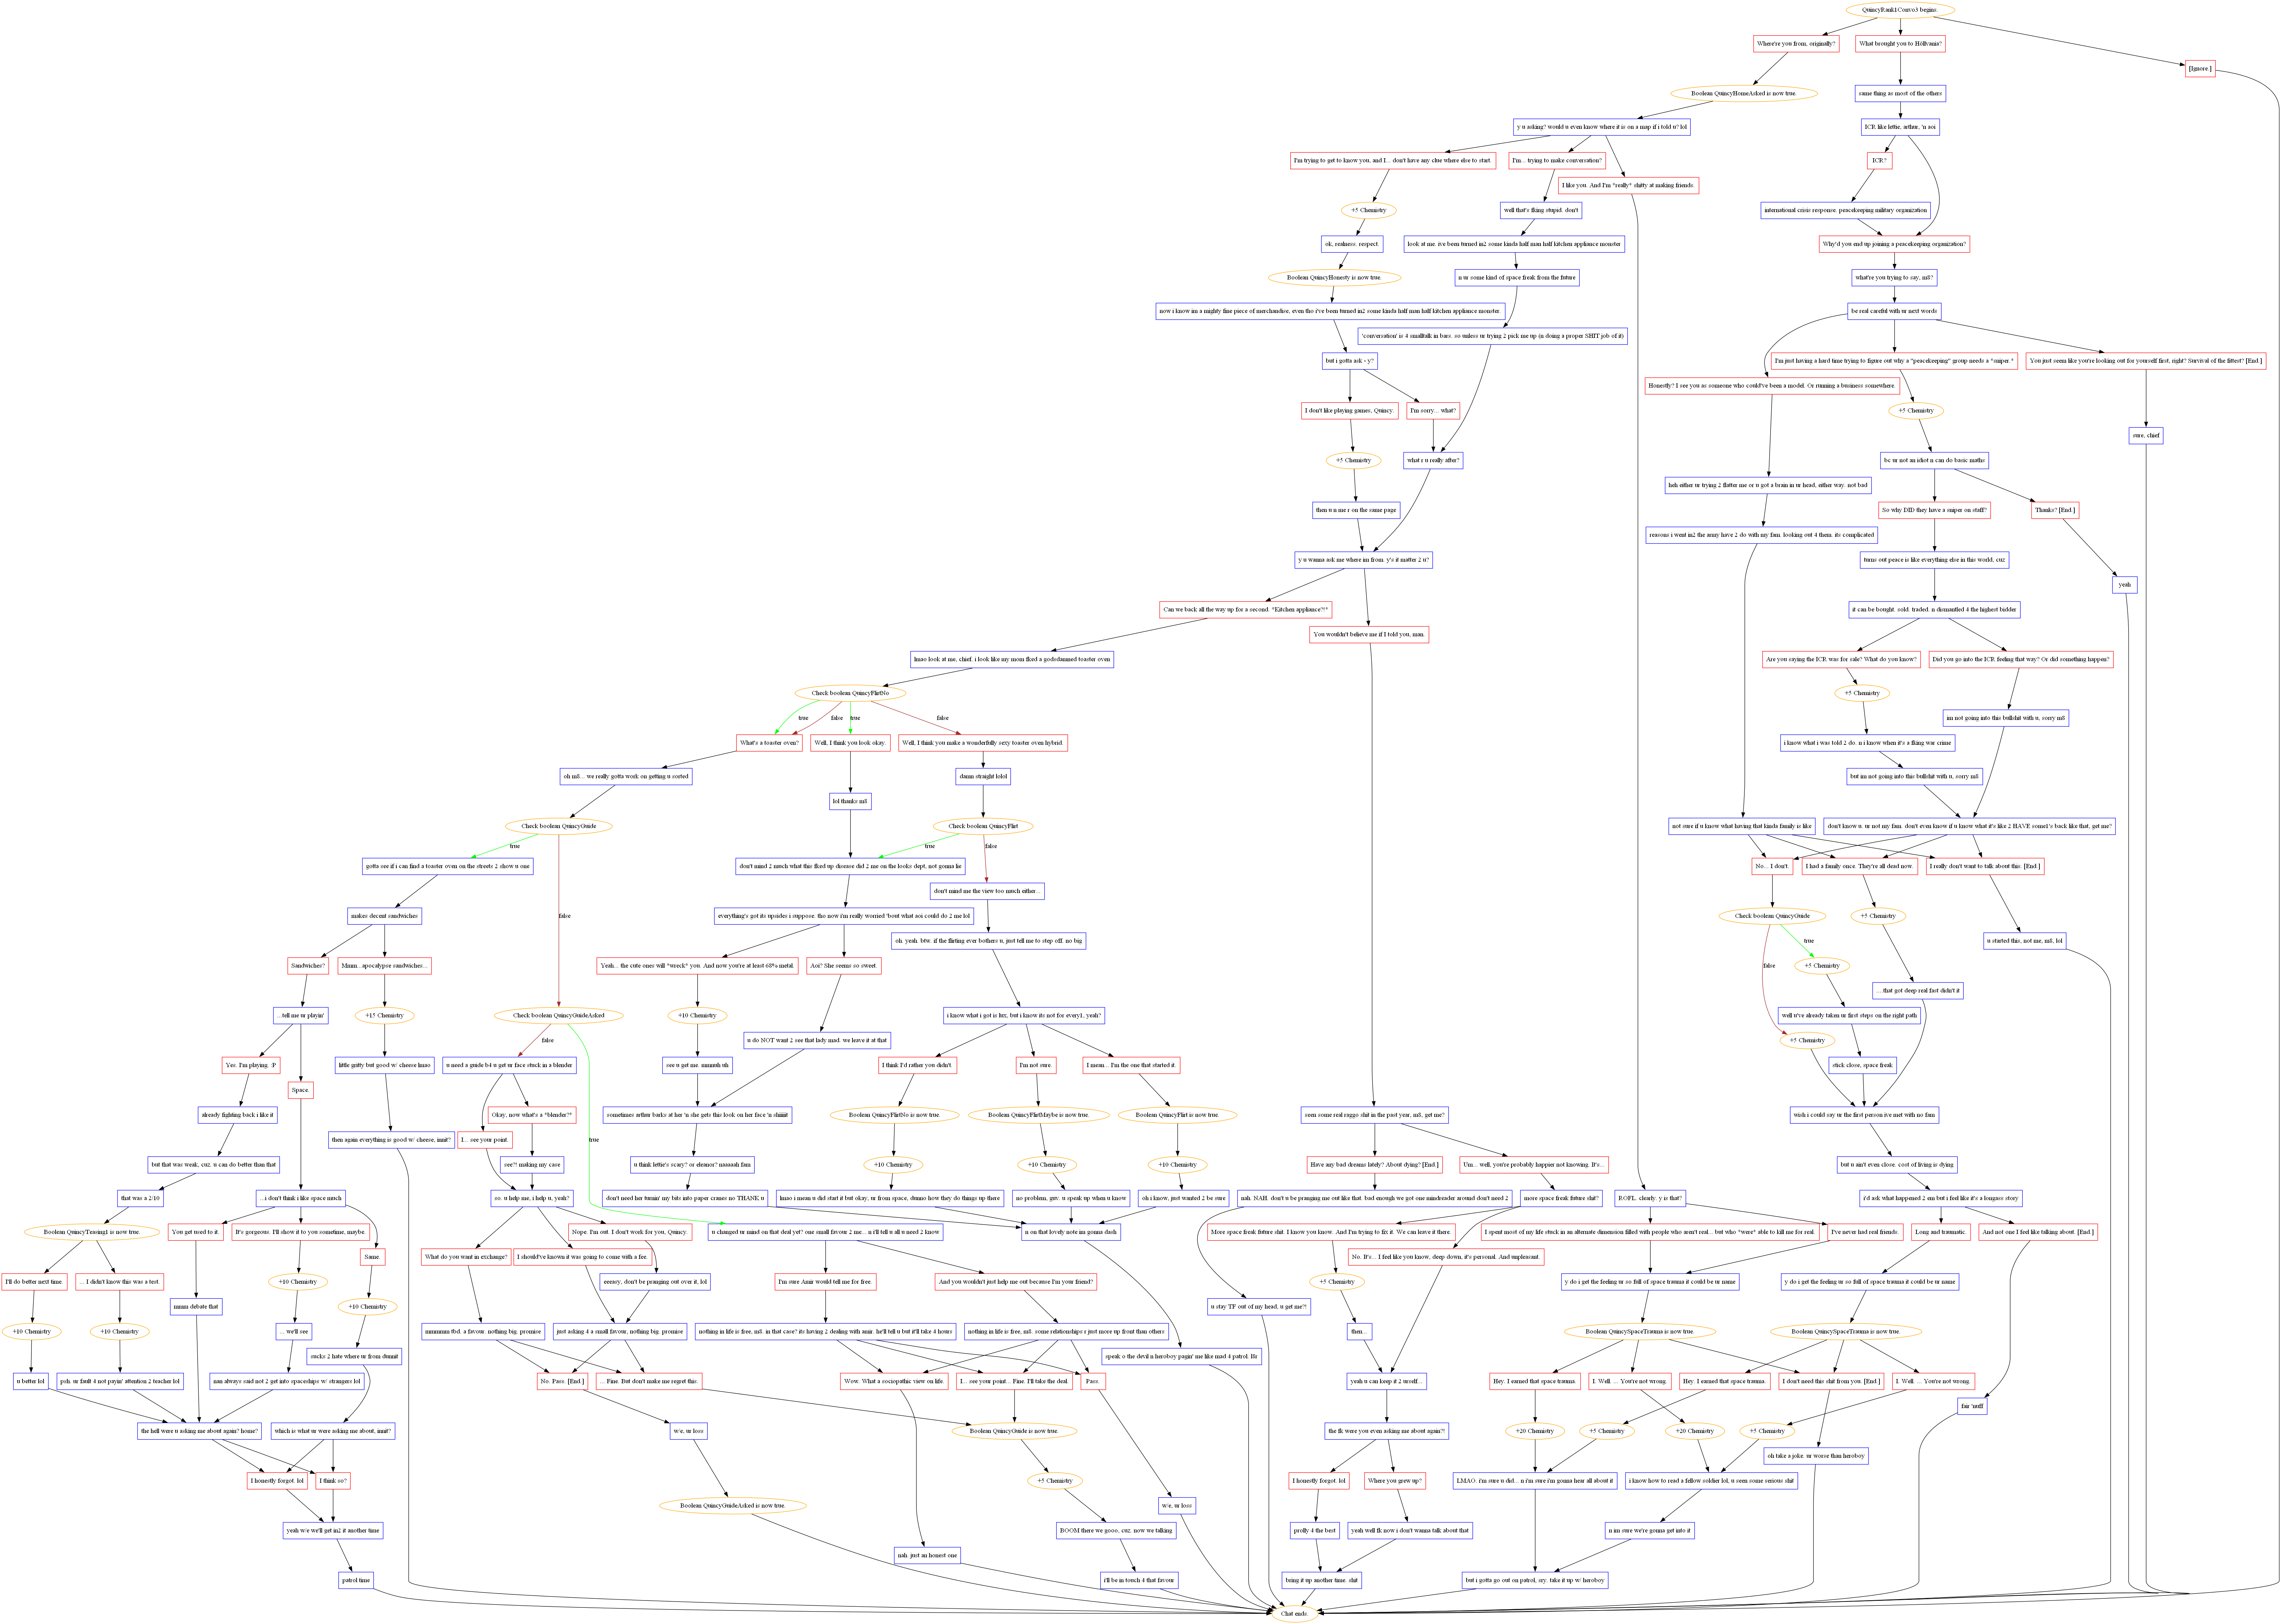 QuincyRank1Convo3 begins.
Where're you from, originally?
What brought you to Höllvania?
[Ignore.]
Boolean QuincyHomeAsked is now true.
same thing as most of the others
y u asking? would u even know where it is on a map if i told u? lol
ICR like lettie, arthur, 'n aoi
I'm trying to get to know you, and I... don't have any clue where else to start.
I'm... trying to make conversation?
ICR?
I like you. And I'm *really* shitty at making friends.
+5 Chemistry
well that's fking stupid. don't
international crisis response. peacekeeping military organization
ok, realness. respect.
look at me. ive been turned in2 some kinda half man half kitchen appliance monster
Why'd you end up joining a peacekeeping organization?
Boolean QuincyHonesty is now true.
n ur some kind of space freak from the future
what're you trying to say, m8?
now i know im a mighty fine piece of merchandise, even tho i've been turned in2 some kinda half man half kitchen appliance monster.
be real careful with ur next words
'conversation' is 4 smalltalk in bars. so unless ur trying 2 pick me up (n doing a proper SHIT job of it)
but i gotta ask - y?
I'm just having a hard time trying to figure out why a "peacekeeping" group needs a *sniper.*
You just seem like you're looking out for yourself first, right? Survival of the fittest? [End.]
Honestly? I see you as someone who could've been a model. Or running a business somewhere.
I don't like playing games, Quincy.
I'm sorry... what?
+5 Chemistry
sure, chief
+5 Chemistry
what r u really after?
bc ur not an idiot n can do basic maths
heh either ur trying 2 flatter me or u got a brain in ur head, either way, not bad
then u n me r on the same page
So why DID they have a sniper on staff?
Thanks? [End.]
reasons i went in2 the army have 2 do with my fam. looking out 4 them. its complicated
y u wanna ask me where im from. y's it matter 2 u?
turns out peace is like everything else in this world, cuz
yeah
Can we back all the way up for a second. *Kitchen appliance?!*
it can be bought. sold. traded. n dismantled 4 the highest bidder
You wouldn't believe me if I told you, man.
lmao look at me, chief. i look like my mom fked a goddamned toaster oven
Are you saying the ICR was for sale? What do you know?
Did you go into the ICR feeling that way? Or did something happen?
Check boolean QuincyFlirtNo
+5 Chemistry
true
false
true
false
im not going into this bullshit with u, sorry m8
What's a toaster oven?
Well, I think you look okay.
Well, I think you make a wonderfully sexy toaster oven hybrid.
i know what i was told 2 do. n i know when it's a fking war crime
oh m8... we really gotta work on getting u sorted
damn straight lolol
but im not going into this bullshit with u, sorry m8
lol thanks m8
Check boolean QuincyGuide
Check boolean QuincyFlirt
not sure if u know what having that kinda family is like
don't know u. ur not my fam. don't even know if u know what it's like 2 HAVE some1's back like that, get me?
true
true
false
gotta see if i can find a toaster oven on the streets 2 show u one
don't mind 2 much what this fked up disease did 2 me on the looks dept, not gonna lie
No... I don't.
I had a family once. They're all dead now.
I really don't want to talk about this. [End.]
don't mind me the view too much either...
makes decent sandwiches
false
everything's got its upsides i suppose. tho now i'm really worried 'bout what aoi could do 2 me lol
Check boolean QuincyGuide
+5 Chemistry
true
oh. yeah. btw. if the flirting ever bothers u, just tell me to step off. no big
u started this, not me, m8, lol
Sandwiches?
Mmm...apocalypse sandwiches...
Yeah... the cute ones will *wreck* you. And now you're at least 68% metal.
Aoi? She seems so sweet.
false
+5 Chemistry
... that got deep real fast didn't it
...tell me ur playin'
+15 Chemistry
Check boolean QuincyGuideAsked
+10 Chemistry
i know what i got is lux, but i know its not for every1, yeah?
well u've already taken ur first steps on the right path
false
u do NOT want 2 see that lady mad. we leave it at that
+5 Chemistry
Yes. I'm playing. :P
little gritty but good w/ cheese lmao
u need a guide b4 u get ur face stuck in a blender
see u get me. mmmh uh
I think I'd rather you didn't.
I'm not sure.
I mean... I'm the one that started it.
stick close, space freak
Space.
already fighting back i like it
Okay, now what's a *blender?*
sometimes arthur barks at her 'n she gets this look on her face 'n shiiiiit
Boolean QuincyFlirtNo is now true.
Boolean QuincyFlirtMaybe is now true.
Boolean QuincyFlirt is now true.
seen some real raggo shit in the past year, m8, get me?
wish i could say ur the first person ive met with no fam
then again everything is good w/ cheese, innit?
I... see your point.
true
but that was weak, cuz. u can do better than that
see?! making my case
u think lettie's scary? or eleanor? naaaaah fam
+10 Chemistry
+10 Chemistry
+10 Chemistry
Have any bad dreams lately? About dying? [End.]
Um... well, you're probably happier not knowing. It's...
but u ain't even close. cost of living is dying
that was a 2/10
...i don't think i like space much
so. u help me, i help u, yeah?
don't need her turnin' my bits into paper cranes no THANK u
lmao i mean u did start it but okay, ur from space, dunno how they do things up there
no problem, guv. u speak up when u know
oh i know, just wanted 2 be sure
nah. NAH. don't u be pranging me out like that. bad enough we got one mindreader around don't need 2
more space freak future shit?
ROFL. clearly. y is that?
i'd ask what happened 2 em but i feel like it's a longass story
Boolean QuincyTeasing1 is now true.
You get used to it.
It's gorgeous. I'll show it to you sometime, maybe.
Nope. I'm out. I don't work for you, Quincy.
u changed ur mind on that deal yet? one small favour 2 me... n i'll tell u all u need 2 know
u on that lovely note im gonna dash
More space freak future shit. I know you know. And I'm trying to fix it. We can leave it there.
I spent most of my life stuck in an alternate dimension filled with people who aren't real... but who *were* able to kill me for real.
I've never had real friends.
Long and traumatic.
And not one I feel like talking about. [End.]
Same.
What do you want in exchange?
I should've known it was going to come with a fee.
No. It's... I feel like you know, deep down, it's personal. And unpleasant.
I'll do better next time.
... I didn't know this was a test.
+10 Chemistry
eeeasy, don't be pranging out over it, lol
I'm sure Amir would tell me for free.
And you wouldn't just help me out because I'm your friend?
+5 Chemistry
y do i get the feeling ur so full of space trauma it could be ur name
y do i get the feeling ur so full of space trauma it could be ur name
mmm debate that
+10 Chemistry
u stay TF out of my head, u get me?!
+10 Chemistry
+10 Chemistry
... we'll see
mmmmm tbd. a favour. nothing big, promise
just asking 4 a small favour, nothing big, promise
nothing in life is free, m8. in that case? its having 2 dealing with amir. he'll tell u but it'll take 4 hours
nothing in life is free, m8. some relationships r just more up front than others
then...
Boolean QuincySpaceTrauma is now true.
Boolean QuincySpaceTrauma is now true.
sucks 2 hate where ur from dunnit
speak o the devil n heroboy pagin' me like mad 4 patrol. l8r
u better lol
psh. ur fault 4 not payin' attention 2 teacher lol
nan always said not 2 get into spaceships w/ strangers lol
No. Pass. [End.]
... Fine. But don't make me regret this.
Wow. What a sociopathic view on life.
I... see your point... Fine. I'll take the deal.
Pass.
yeah u can keep it 2 urself...
Hey. I earned that space trauma.
I. Well. ... You're not wrong.
Hey. I earned that space trauma.
I don't need this shit from you. [End.]
I. Well. ... You're not wrong.
fair 'nuff
the hell were u asking me about again? home?
which is what ur were asking me about, innit?
w/e, ur loss
Boolean QuincyGuide is now true.
the fk were you even asking me about again?!
+20 Chemistry
+5 Chemistry
+20 Chemistry
+5 Chemistry
oh take a joke. ur worse than heroboy
I honestly forgot. lol
I think so?
+5 Chemistry
I honestly forgot. lol
Where you grew up?
LMAO. i'm sure u did... n i'm sure i'm gonna hear all about it
i know how to read a fellow soldier lol, u seen some serious shit
Boolean QuincyGuideAsked is now true.
w/e, ur loss
yeah w/e we'll get in2 it another time
BOOM there we gooo, cuz. now we talking
prolly 4 the best
yeah well fk now i don't wanna talk about that
n im sure we're gonna get into it
nah. just an honest one
patrol time
i'll be in touch 4 that favour
bring it up another time. shit
but i gotta go out on patrol, sry. take it up w/ heroboy
Chat ends.